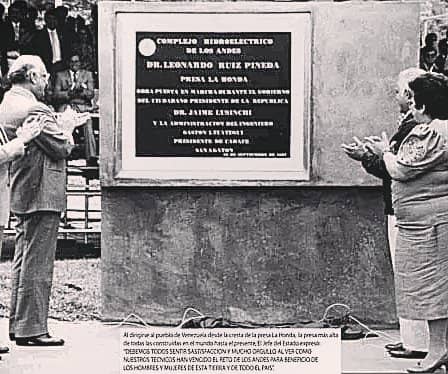 COMPLEJO HIDROELECTRICO
DE LOS ANDES
DR. LEONARDO RUIZ PINEDA
PRESA LA HONDA
OBRA PUESTA EN MARCHA DURANTE EL GOBIERNO
DEL CIUDADANO PRESIDENTE DE LA REPUBLICA
DR. JAIME LUSINCHI
Y LA ADMINISTRACION DEL INGENIERO
PRESIDENTE DE CADAFE
DE SEPTIEMBRE DE
Al dirigirse al pueblo de Venezuela desde la cresta de la presa La Honda, la presa más alta
de todas las construidas en el mundo hasta el presente, El Jefe del Estado expresa:
"DEBEMOS TODOS SENTIR SASTISFACCION Y MUCHO ORGULLO AL VER COMO
NUESTROS TECNICOS HAN VENCIDO EL RETO DE LOS ANDES PARA BENEFICIO DE
LOS HOMBRES Y MUJERES DE ESTA TIERRA Y DE TODO EL PAIS".